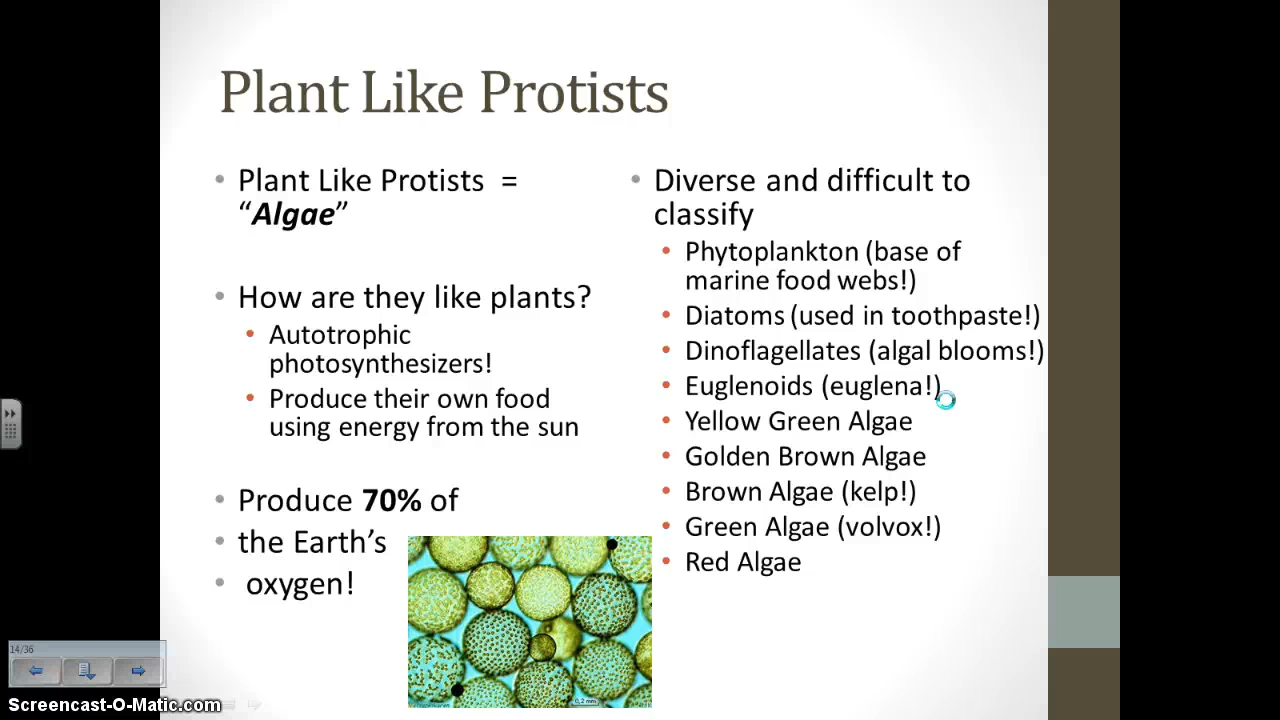 Plant Like Protists
Plant Like Protists =
“Algae”
How are they like plants?
Autotrophic
photosynthesizers!
Produce their own food
using energy from the sun
Produce 70% of
the Earth’s
oxygen!
Diverse and difficult to
classify
Phytoplankton (base of
marine food webs!)
Diatoms (used in toothpaste!)
Dinoflagellates (algal blooms!)
Euglenoids (euglena!)
Yellow Green Algae
Golden Brown Algae
Brown Algae (kelp!)
Green Algae (volvox!)
Red Algae
0,2 mm
14/36
Screencast-O-Matic.com